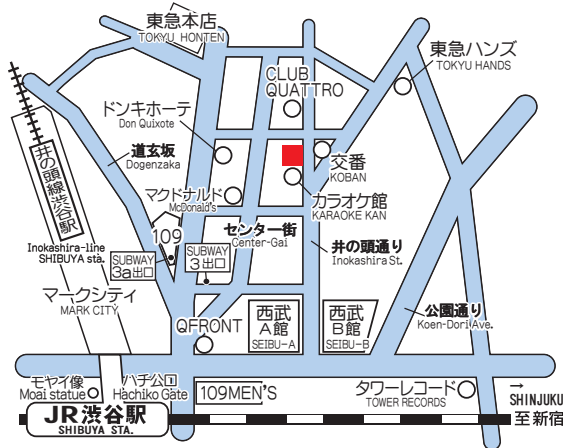 東急本店
TOKYU HONTEN
東急ハンズ
TOKYU HANDS
CLUB
QUATTRO
ドンキホーテ
Don Quixote
道玄坂
Dogenzaka
交番
KOBAN
井の頭線渋谷駅
マクドナルド
McDonald's
カラオケ館
KARAOKE KAN
109
センター街
Center-Gai
井の頭通り
Inokashira St.
Inokashira-line
SHIBUYA sta.
SUBWAY
3a出口
SUBWAY
3出口
マークシティ
MARK CITY
西武
A館
SEIBU-A
西武
B館
SEIBU-B
公園通り
Koen-Dori Ave.
QFRONT
モヤイ像
Moai statue
ハチ公口
Hachiko Gate
109MEN'S
タワーレコード
TOWER RECORDS
→
SHINJUKU
至新宿
JR渋谷駅
SHIBUYA STA.